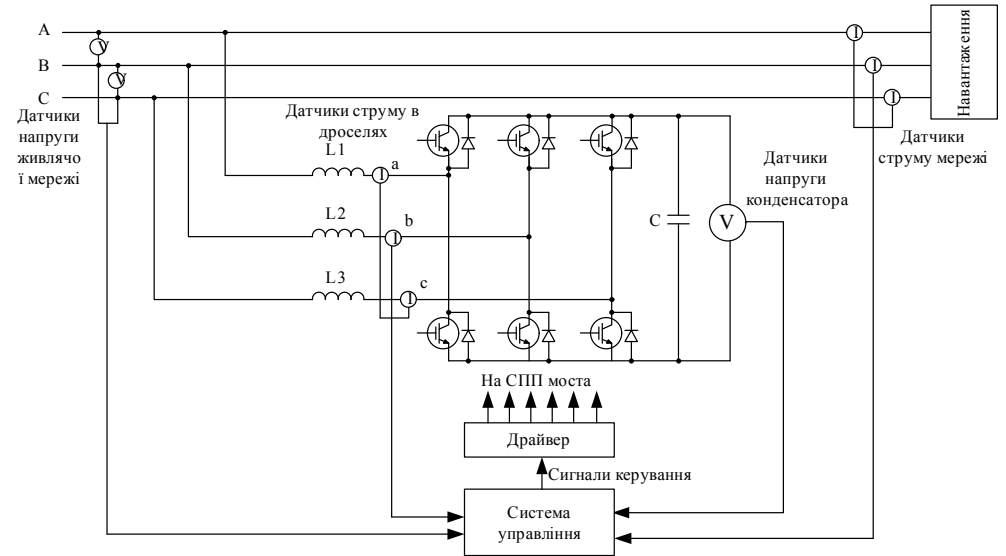 A
B
C
V
V
I
I
I
Навантаження
Датчики
напруги
живлячо
ї мережі
Датчики струму в
дроселях
L1
a
I
L2
b
I
L3
c
I
C
V
Датчики
напруги
конденсатора
Датчики
струму мережі
На СПП моста
Драйвер
Сигнали керування
Система
управління